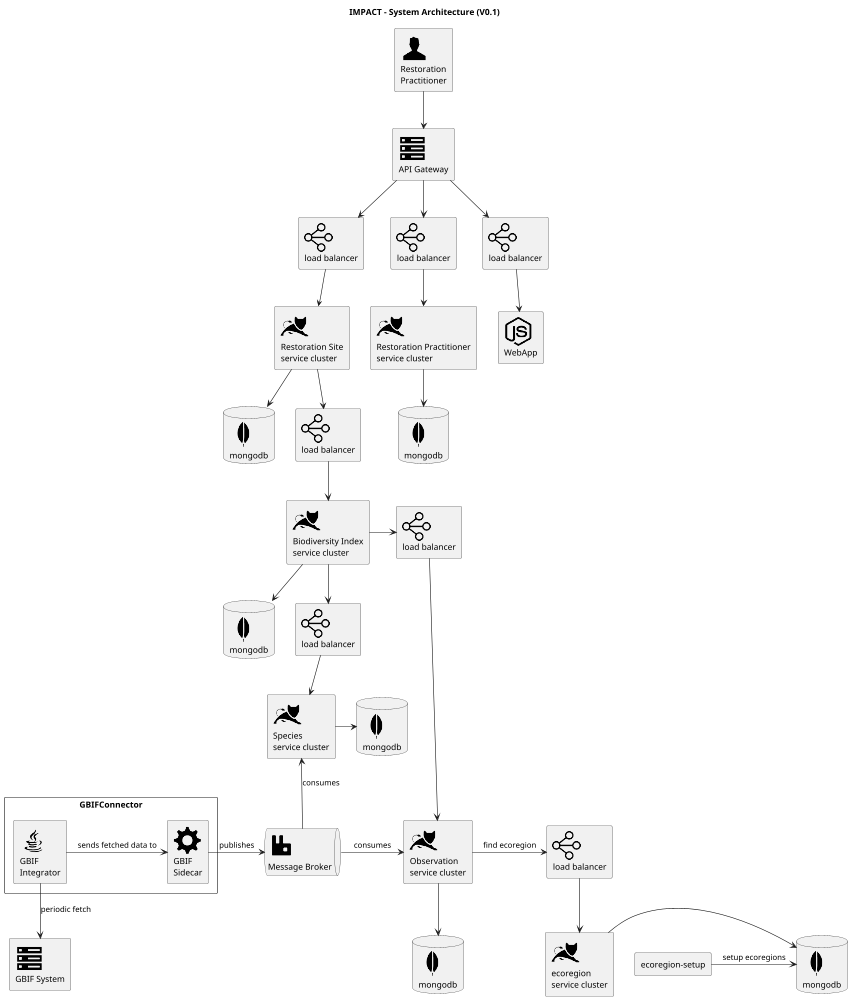 IMPACT - System Architecture (V0.1)
Restoration
Practitioner
API Gateway
load balancer
load balancer
load balancer
Restoration Site
service cluster
Restoration Practitioner
service cluster
WebApp
mongodb
load balancer
mongodb
Biodiversity Index
service cluster
load balancer
mongodb
load balancer
Species
service cluster
mongodb
consumes
GBIFConnector
GBIF
Integrator
sends fetched data to
GBIF
Sidecar
publishes
Message Broker
consumes
Observation
service cluster
find ecoregion
load balancer
periodic fetch
GBIF System
mongodb
ecoregion
service cluster
ecoregion-setup
setup ecoregions
mongodb